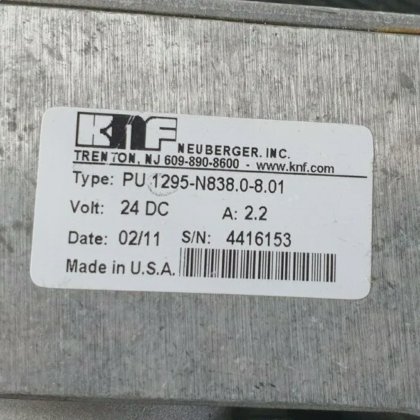 KNF NEUBERGER, INC.
TRENTON, NJ 609-890-8600 - www.knf.com
Type: PU 1295-N838.0-8.01
Volt: 24 DC A: 2.2
Date: 02/11 S/N: 4416153
Made in U.S.A.